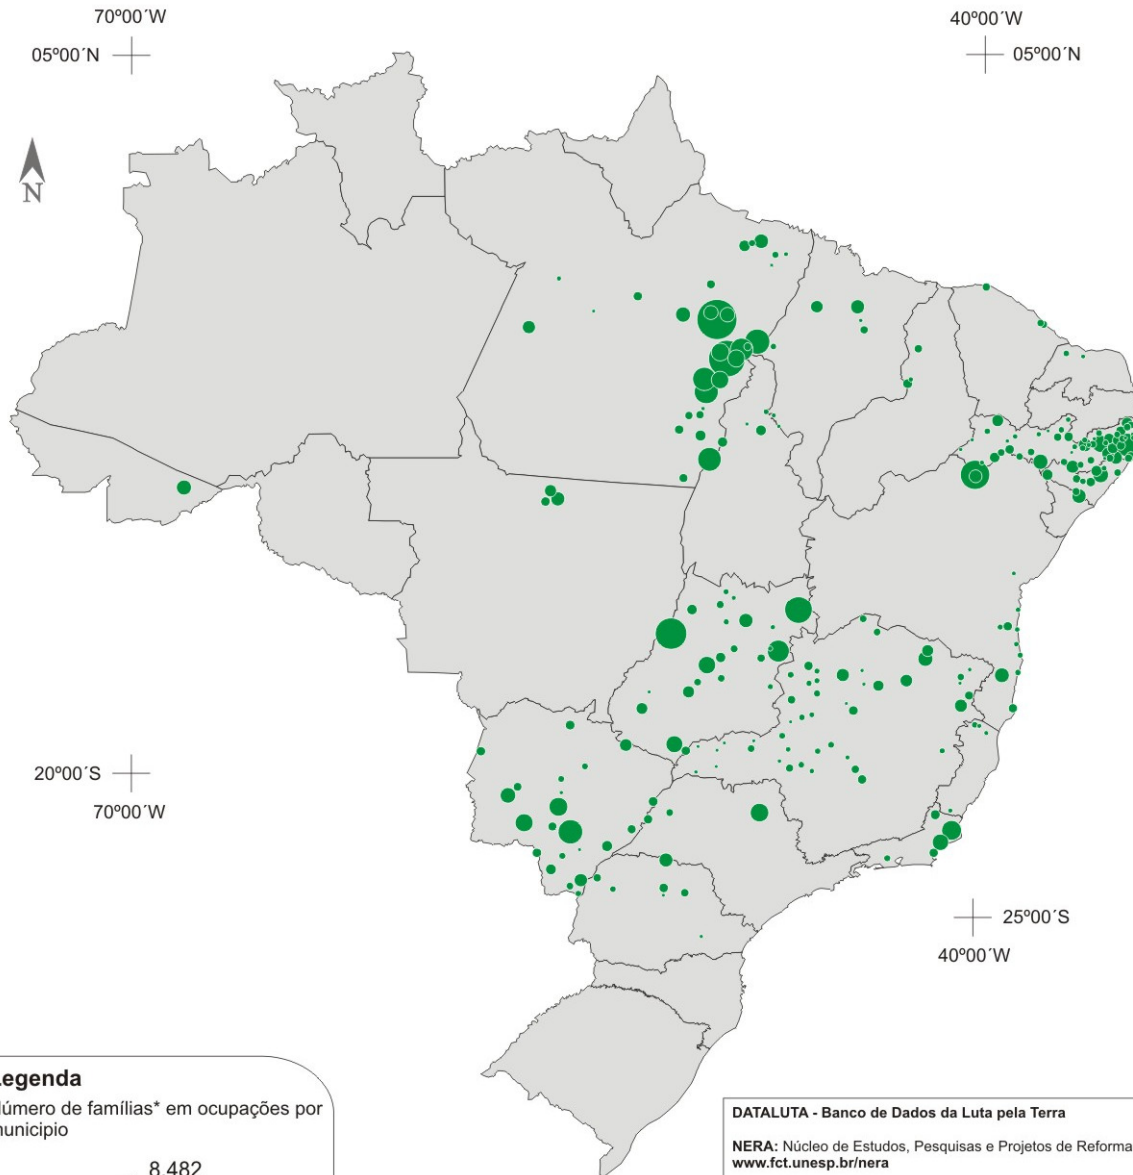 70º00´W
40º00´W
05º00´N
05º00´N
N
20º00´S
70º00´W
25º00´S
40º00´W
Legenda
Número de famílias* em ocupações por
município
8.482
DATALUTA - Banco de Dados da Luta pela Terra
NERA: Núcleo de Estudos, Pesquisas e Projetos de Reforma
www.fct.unesp.br/nera